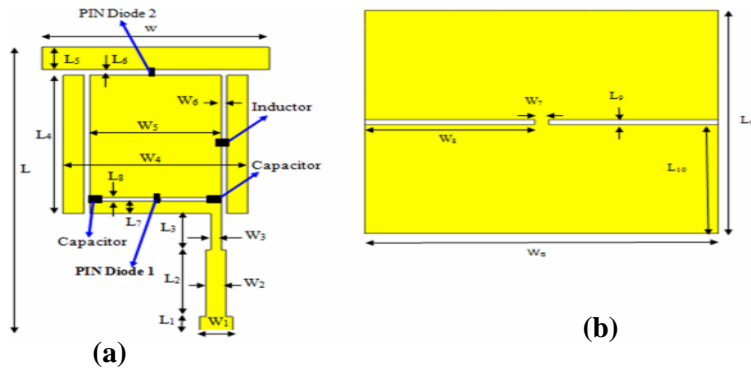 PIN Diode 2
W
L5
L6
W6
Inductor
W5
L4
W4
L
Capacitor
L8
L7
L3
W3
Capacitor
PIN Diode 1
L2
W2
L1
W1
(a)
W7
L9
W8
L10
(b)